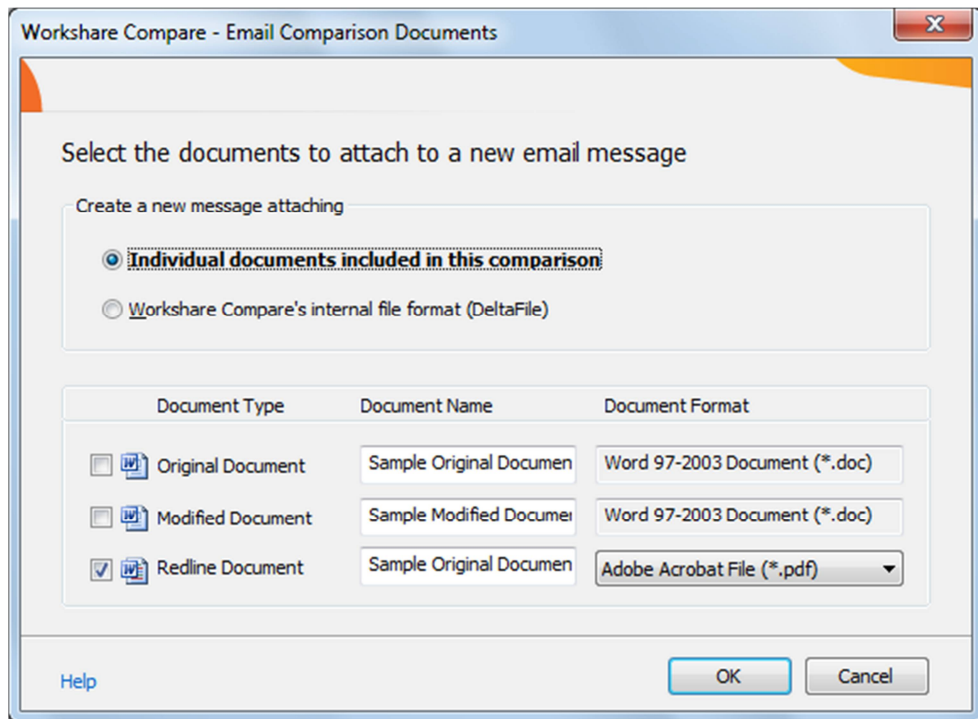 Workshare Compare - Email Comparison Documents
Select the documents to attach to a new email message
Create a new message attaching
Individual documents included in this comparison
Workshare Compare's internal file format (DeltaFile)
Document Type Document Name Document Format
Original Document Sample Original Documen Word 97-2003 Document (*.doc)
Modified Document Sample Modified Documer Word 97-2003 Document (*.doc)
Redline Document Sample Original Documen Adobe Acrobat File (*.pdf)
Help OK Cancel